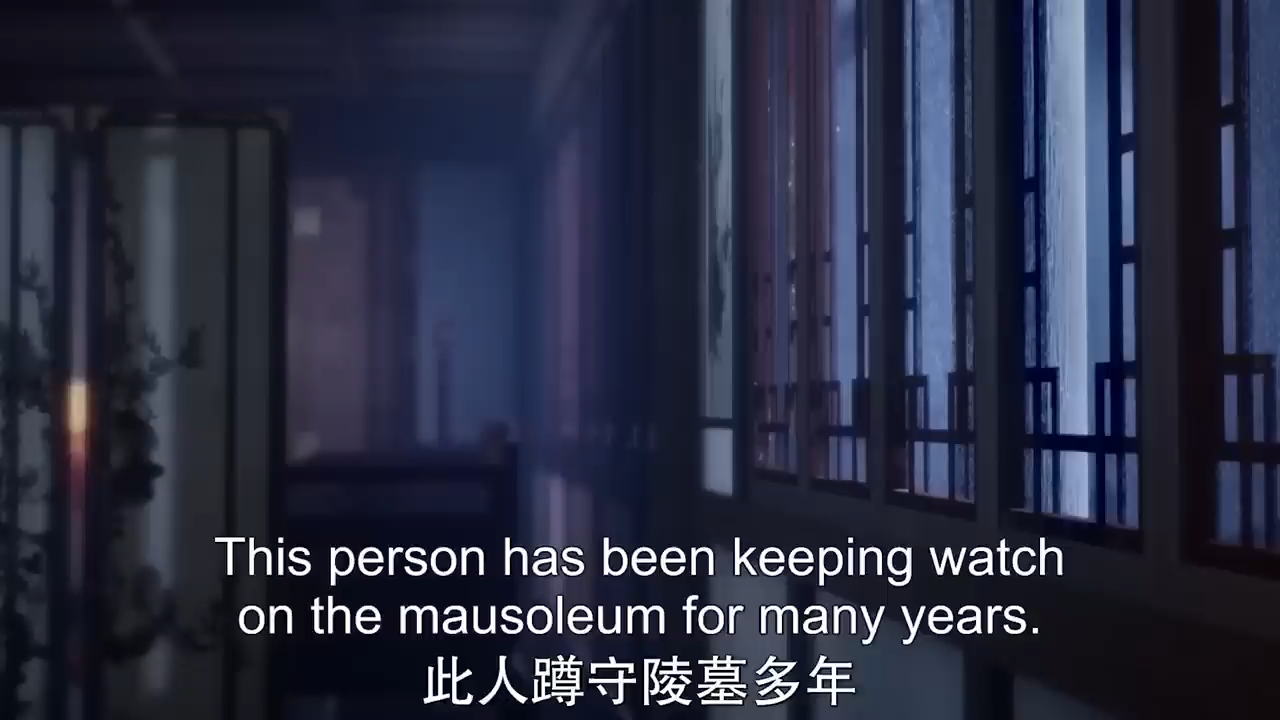 This person has been keeping watch
on the mausoleum for many years.
此人蹲守陵墓多年